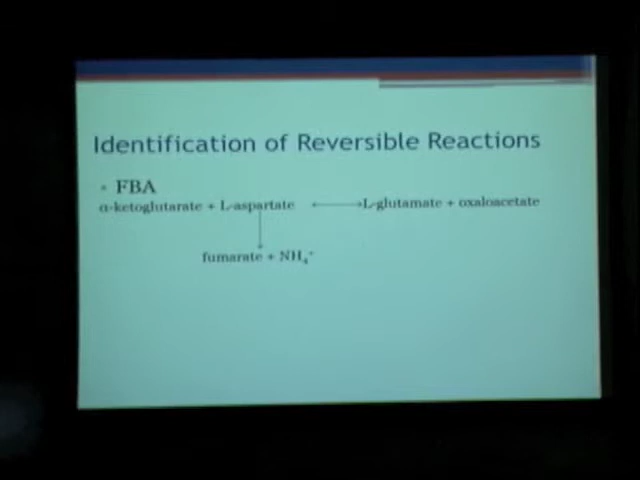 Identification of Reversible Reactions
• FBA
α-ketoglutarate + L-aspartate ⟷ L-glutamate + oxaloacetate
fumarate + NH₄⁺